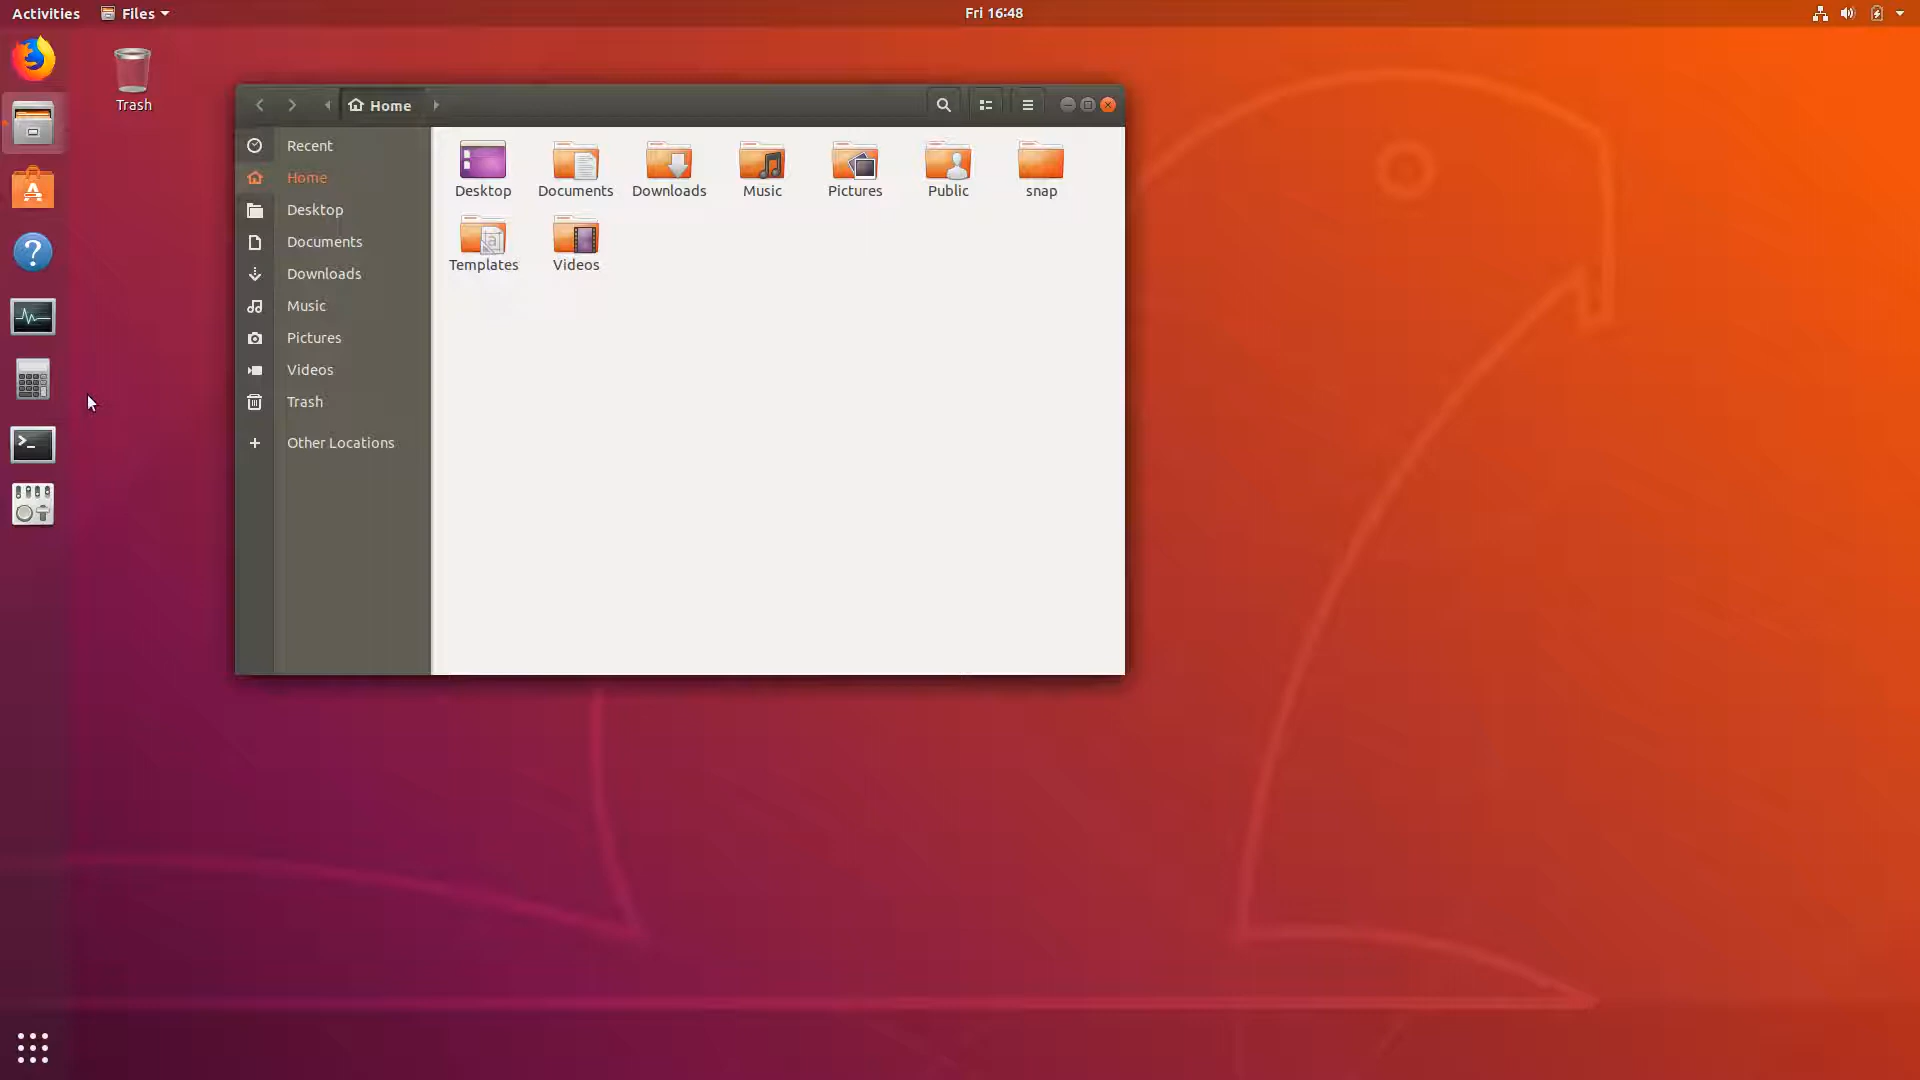 Activities Files Fri 16:48
Trash
Home
Recent
Home
Desktop
Documents
Downloads
Music
Pictures
Videos
Trash
Other Locations
Desktop Documents Downloads Music Pictures Public snap
Templates Videos